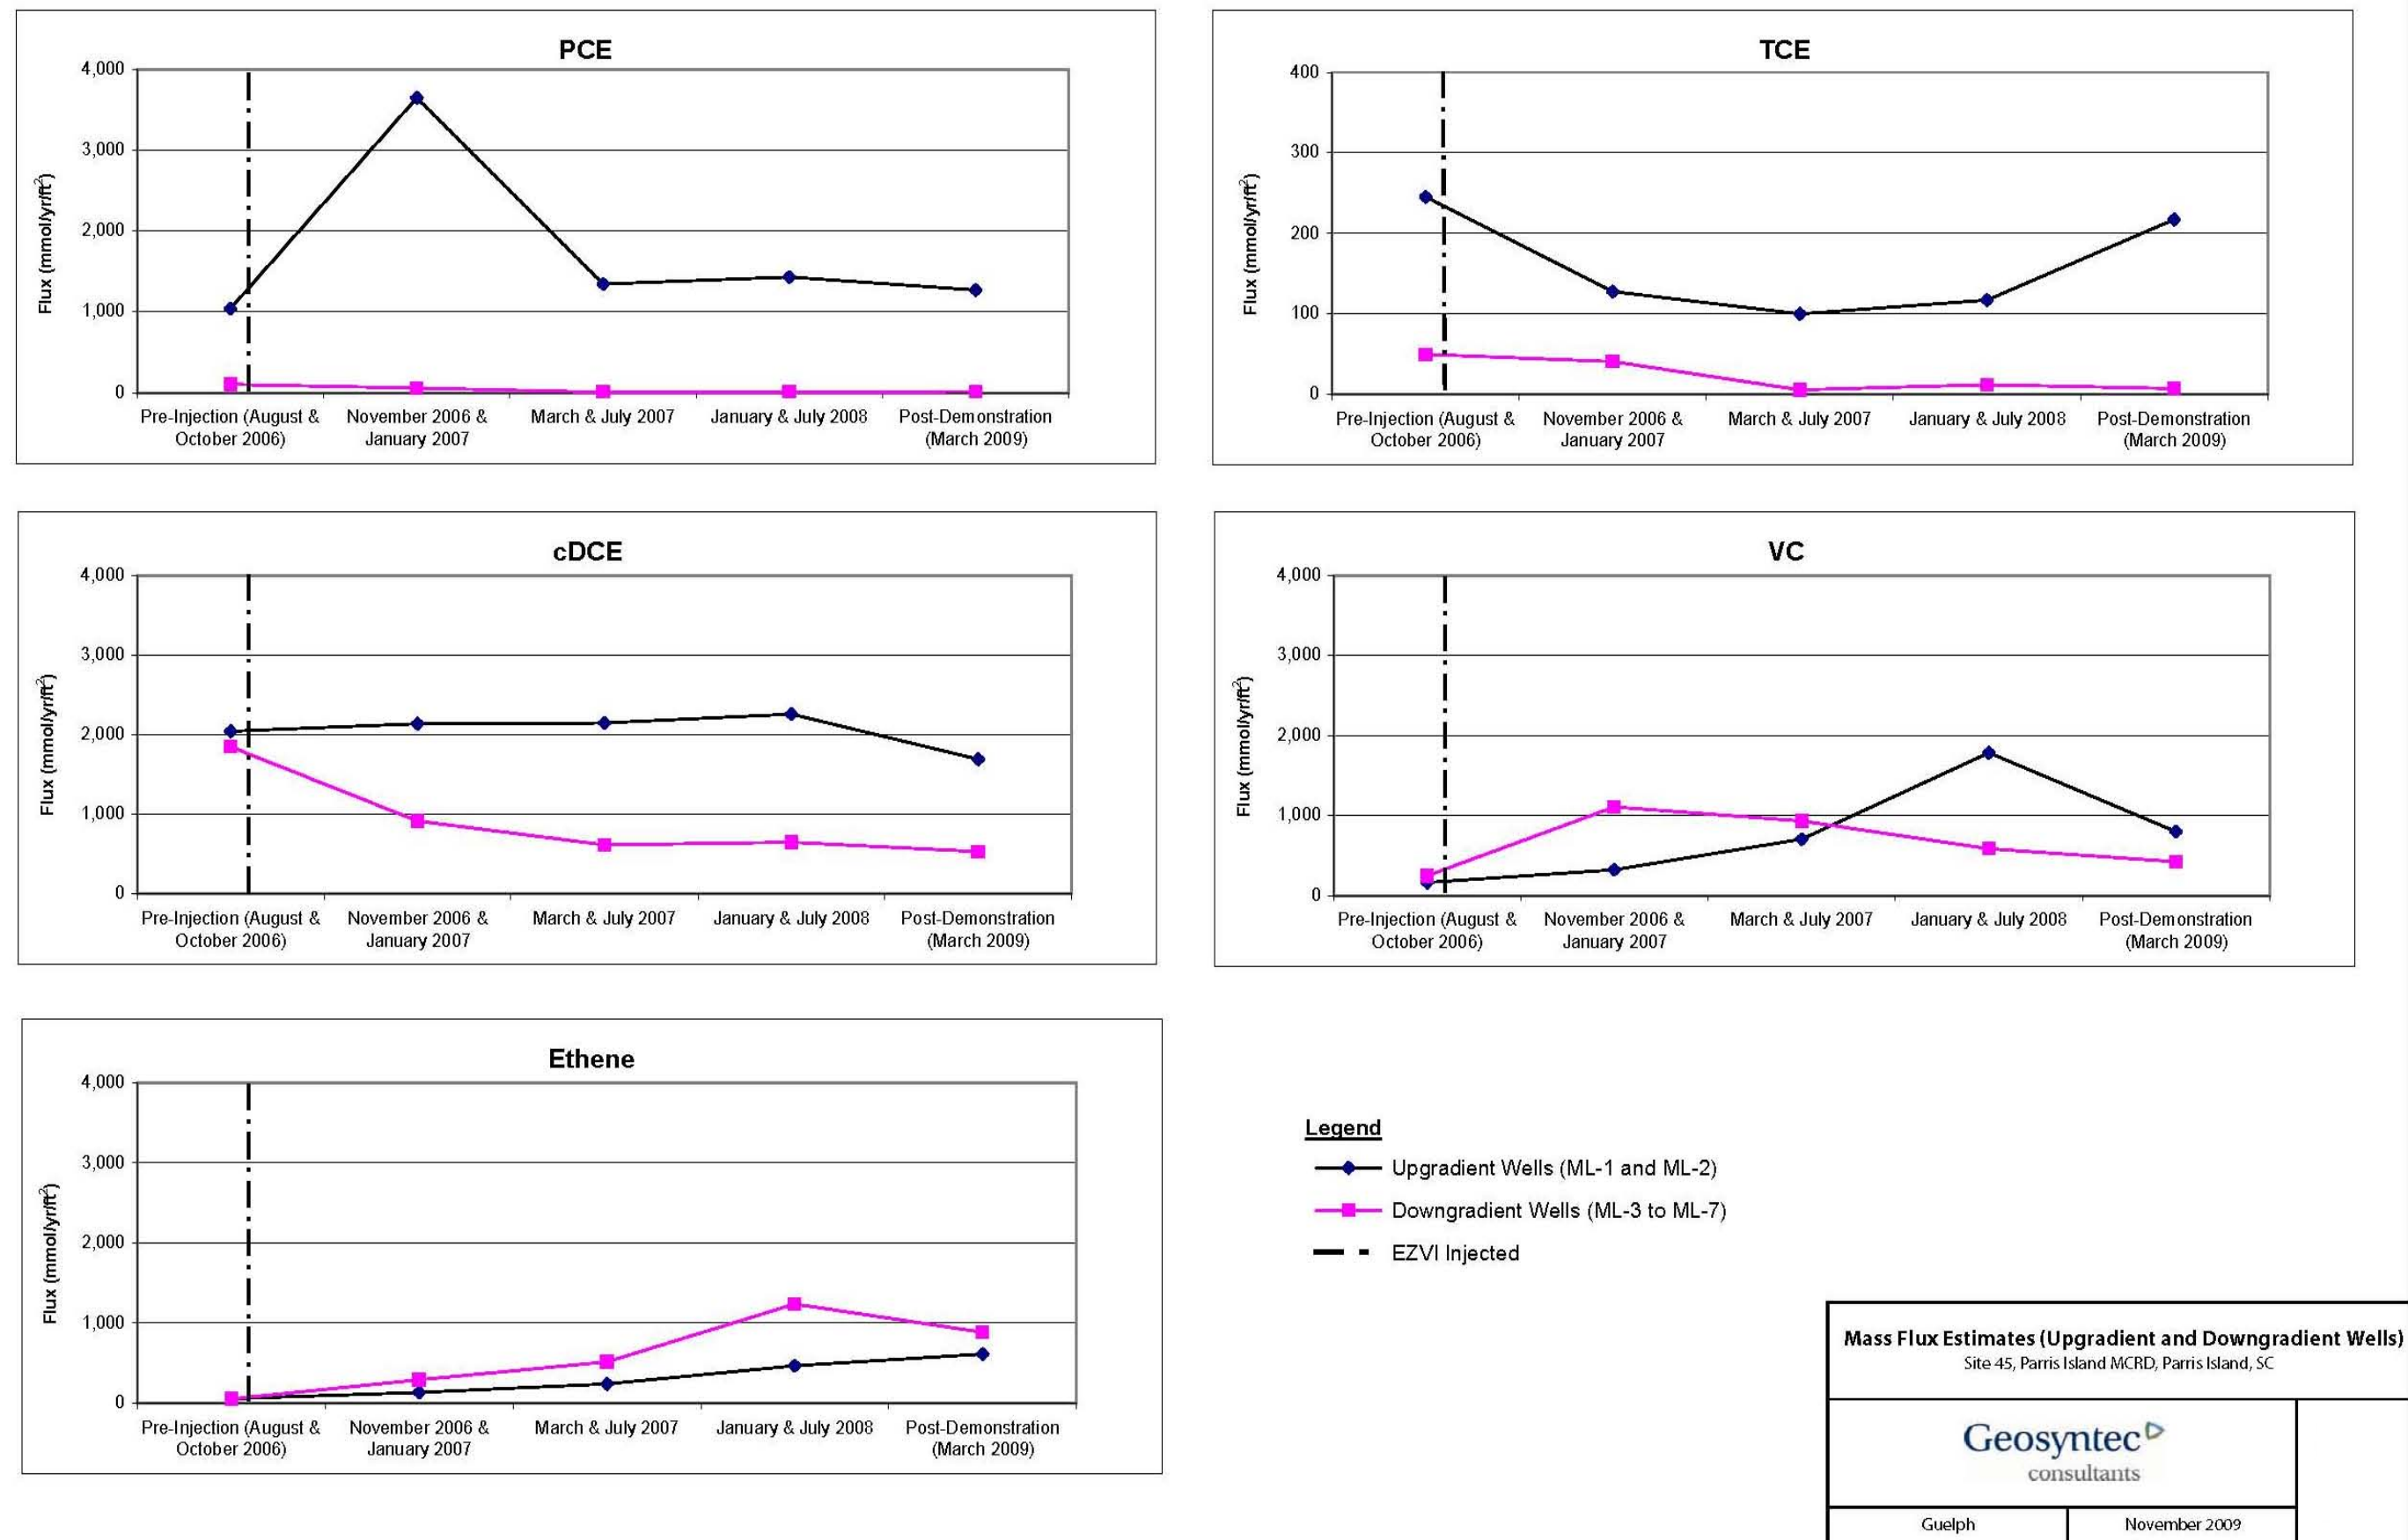 PCE
4,000
3,000
2,000
1,000
0
Flux (mmol/yr/ft²)
Pre-Injection (August &
October 2006)
November 2006 &
January 2007
March & July 2007
January & July 2008
Post-Demonstration
(March 2009)
TCE
400
300
200
100
0
Flux (mmol/yr/ft²)
Pre-Injection (August &
October 2006)
November 2006 &
January 2007
March & July 2007
January & July 2008
Post-Demonstration
(March 2009)
cDCE
4,000
3,000
2,000
1,000
0
Flux (mmol/yr/ft²)
Pre-Injection (August &
October 2006)
November 2006 &
January 2007
March & July 2007
January & July 2008
Post-Demonstration
(March 2009)
VC
4,000
3,000
2,000
1,000
0
Flux (mmol/yr/ft²)
Pre-Injection (August &
October 2006)
November 2006 &
January 2007
March & July 2007
January & July 2008
Post-Demonstration
(March 2009)
Ethene
4,000
3,000
2,000
1,000
0
Flux (mmol/yr/ft²)
Pre-Injection (August &
October 2006)
November 2006 &
January 2007
March & July 2007
January & July 2008
Post-Demonstration
(March 2009)
Legend
Upgradient Wells (ML-1 and ML-2)
Downgradient Wells (ML-3 to ML-7)
EZVI Injected
Mass Flux Estimates (Upgradient and Downgradient Wells)
Site 45, Parris Island MCRD, Parris Island, SC
Geosyntec
consultants
Guelph
November 2009